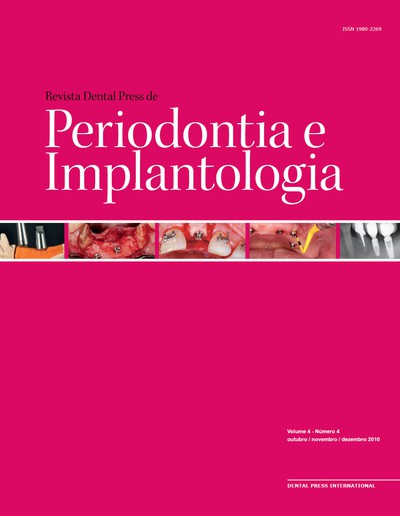 ISSN 1980-2269
Revista Dental Press de
Periodontia e
Implantologia
Volume 4 - Número 4
outubro / novembro / dezembro 2010
DENTAL PRESS INTERNATIONAL